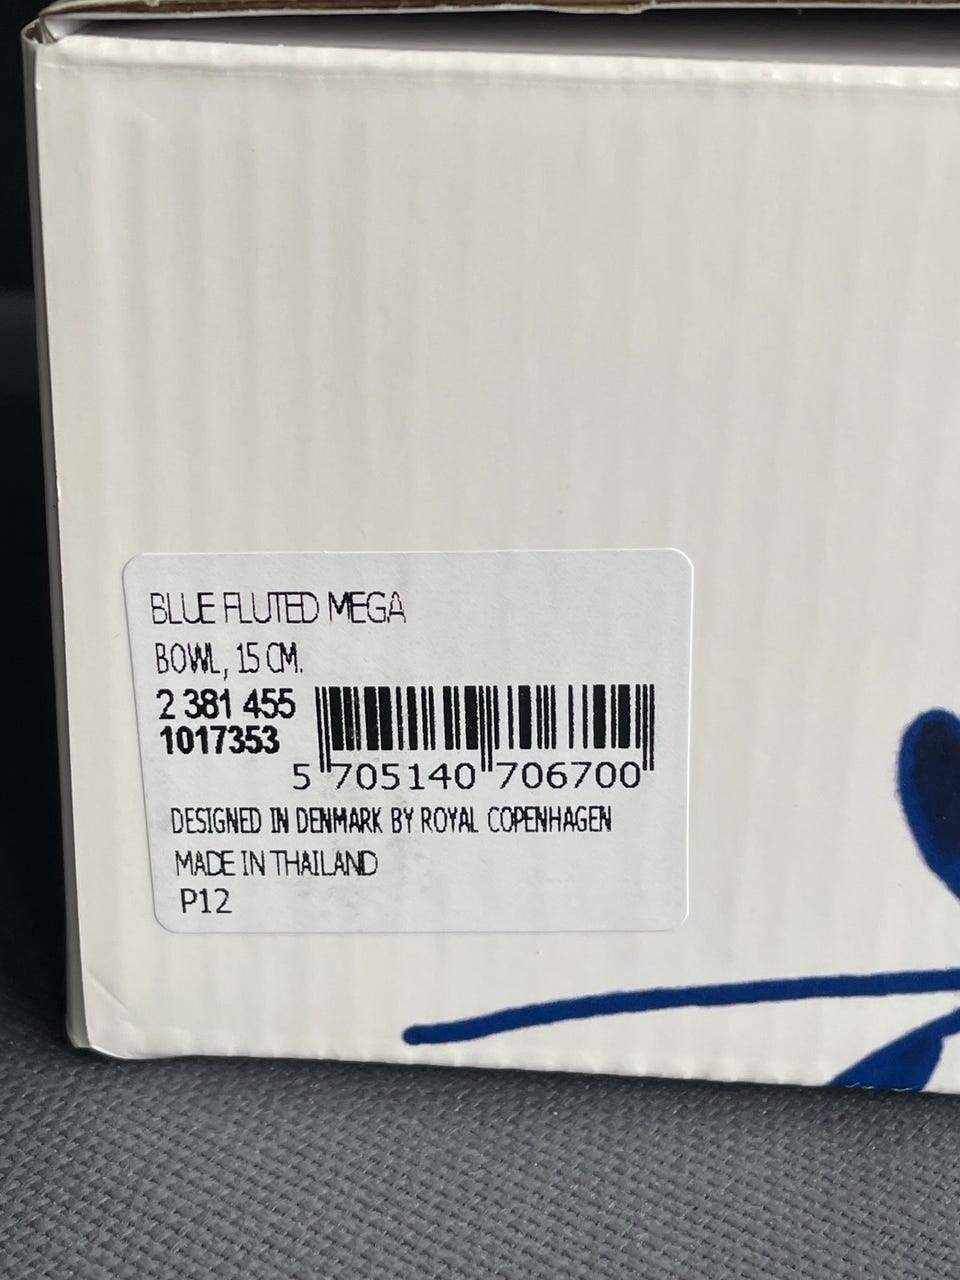 BLUE FLUTED MEGA
BOWL, 15 CM.
2 381 455
1017353
5 705140 706700
DESIGNED IN DENMARK BY ROYAL COPENHAGEN
MADE IN THAILAND
P12